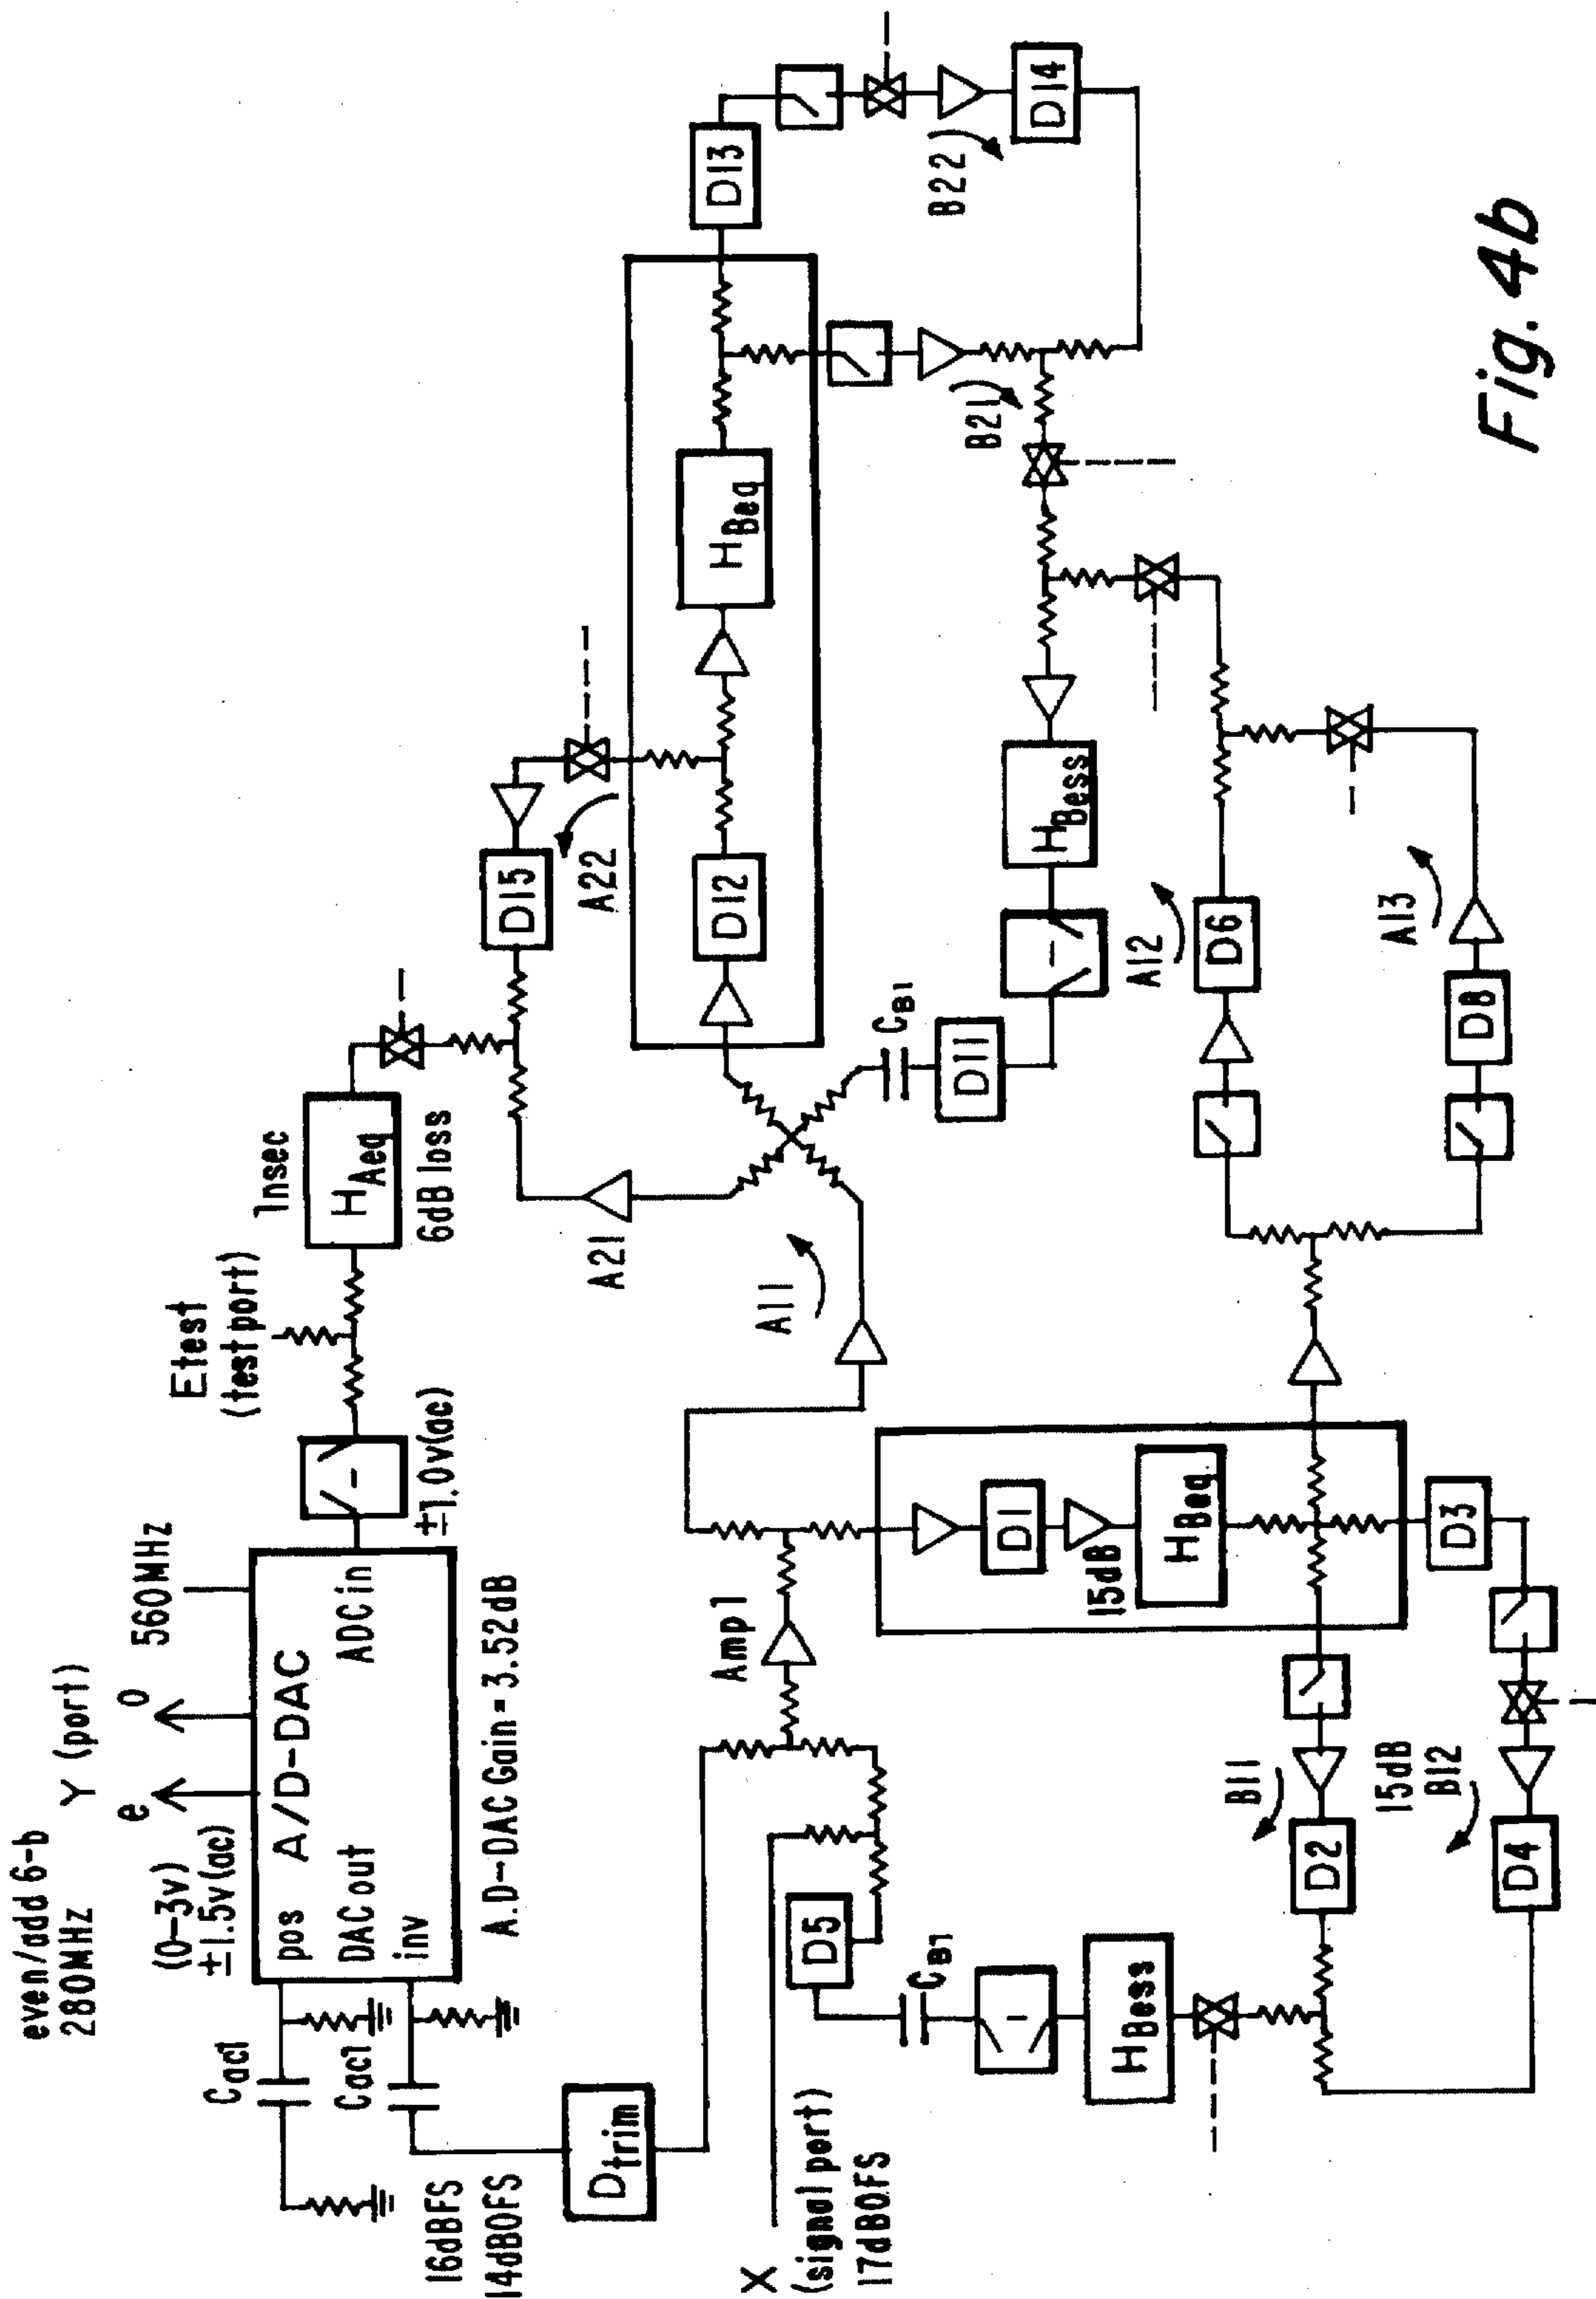 even/add 6-b
280MHz
Y (port)
e
o
560MHz
(0-3v)
±1.5v(ac)
pos
A/D-DAC
DAC out
ADC in
inv
A.D-DAC Gain = 3.52dB
±1.0v(ac)
Etest
(test port)
1nsec
HAeq
6dB loss
Cac1
Cac1
16dBFS
14dBOFS
Dtrim
X
(signal port)
17dBOFS
D5
CB1
HBess
Amp1
A11
A21
D15
A22
D12
HBeq
D13
B22
D14
B21
CB1
D11
HBess
A12
D6
A13
D8
D1
15dB
HBeq
D3
B11
D2
15dB
B12
D4
Fig. 4b